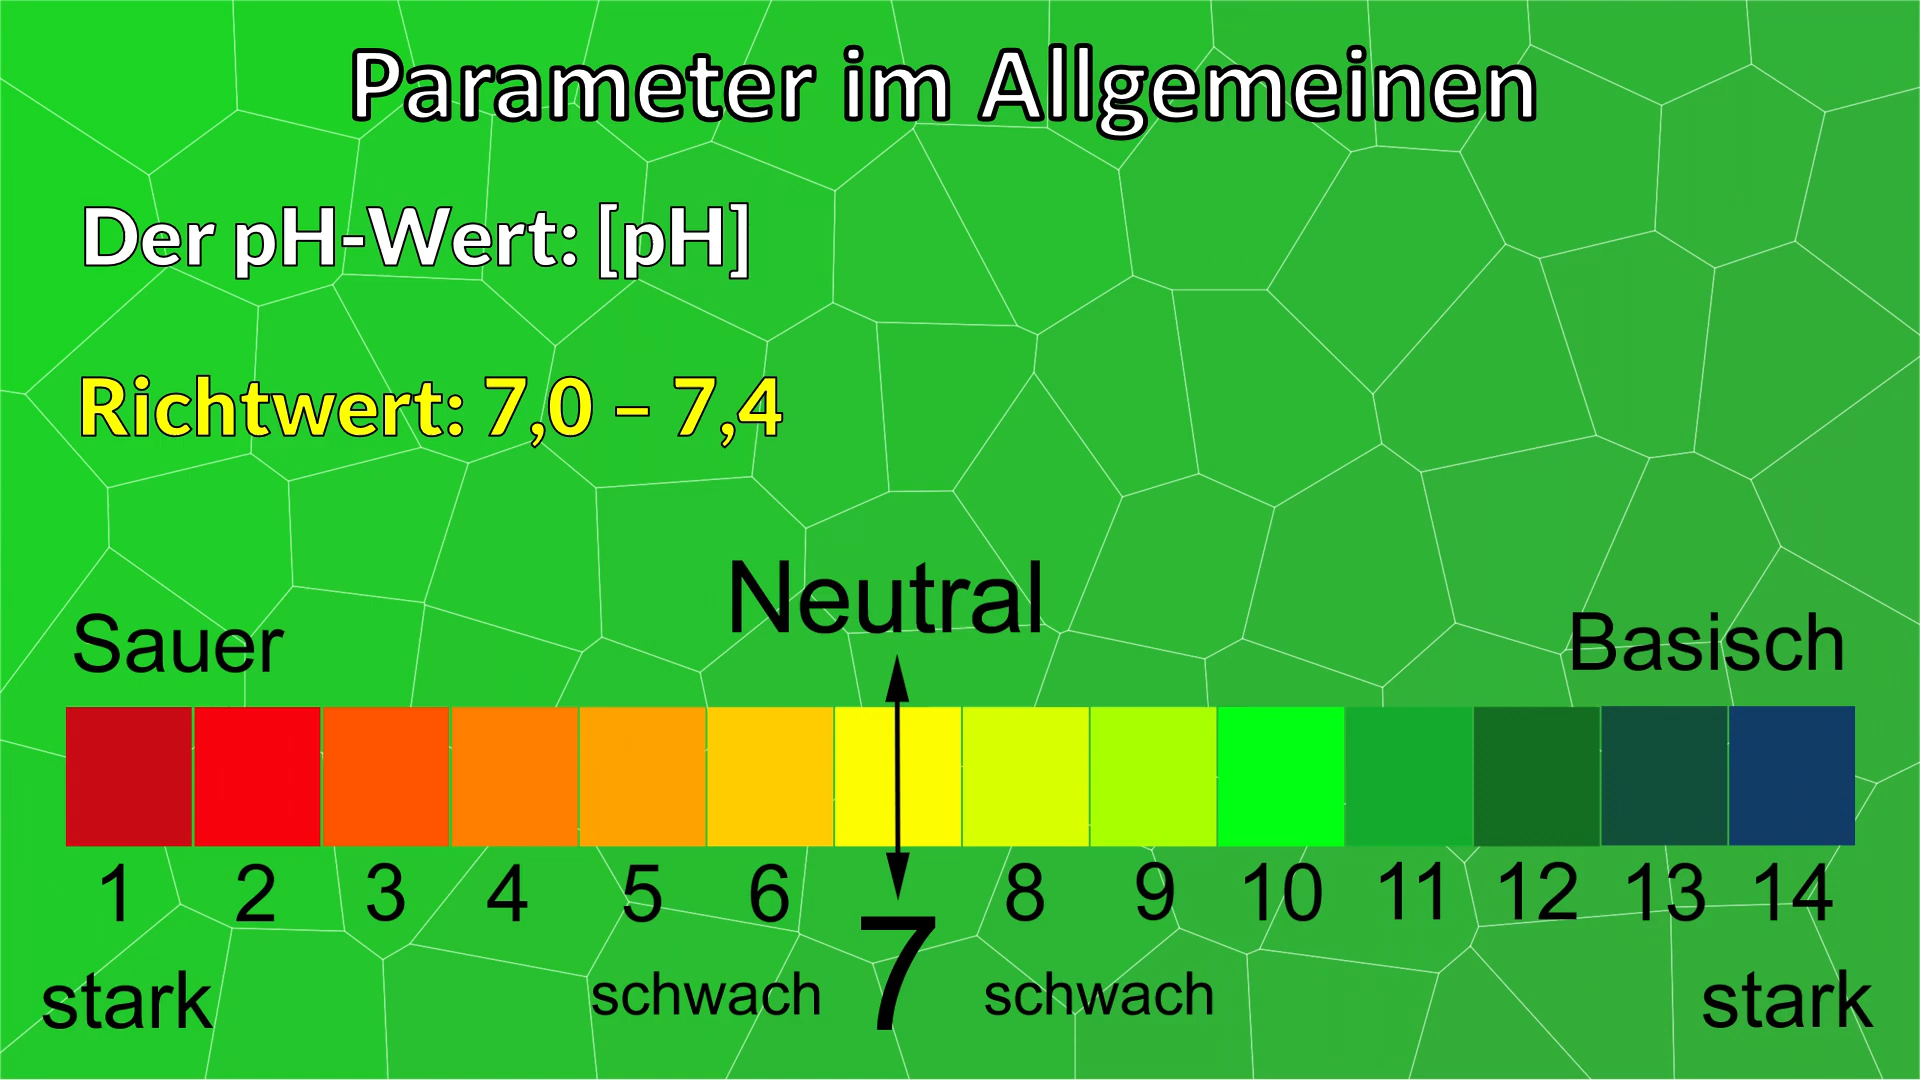 Parameter im Allgemeinen
Der pH-Wert: [pH]
Richtwert: 7,0 – 7,4
Neutral
Sauer Basisch
1 2 3 4 5 6 7 8 9 10 11 12 13 14
stark schwach schwach stark